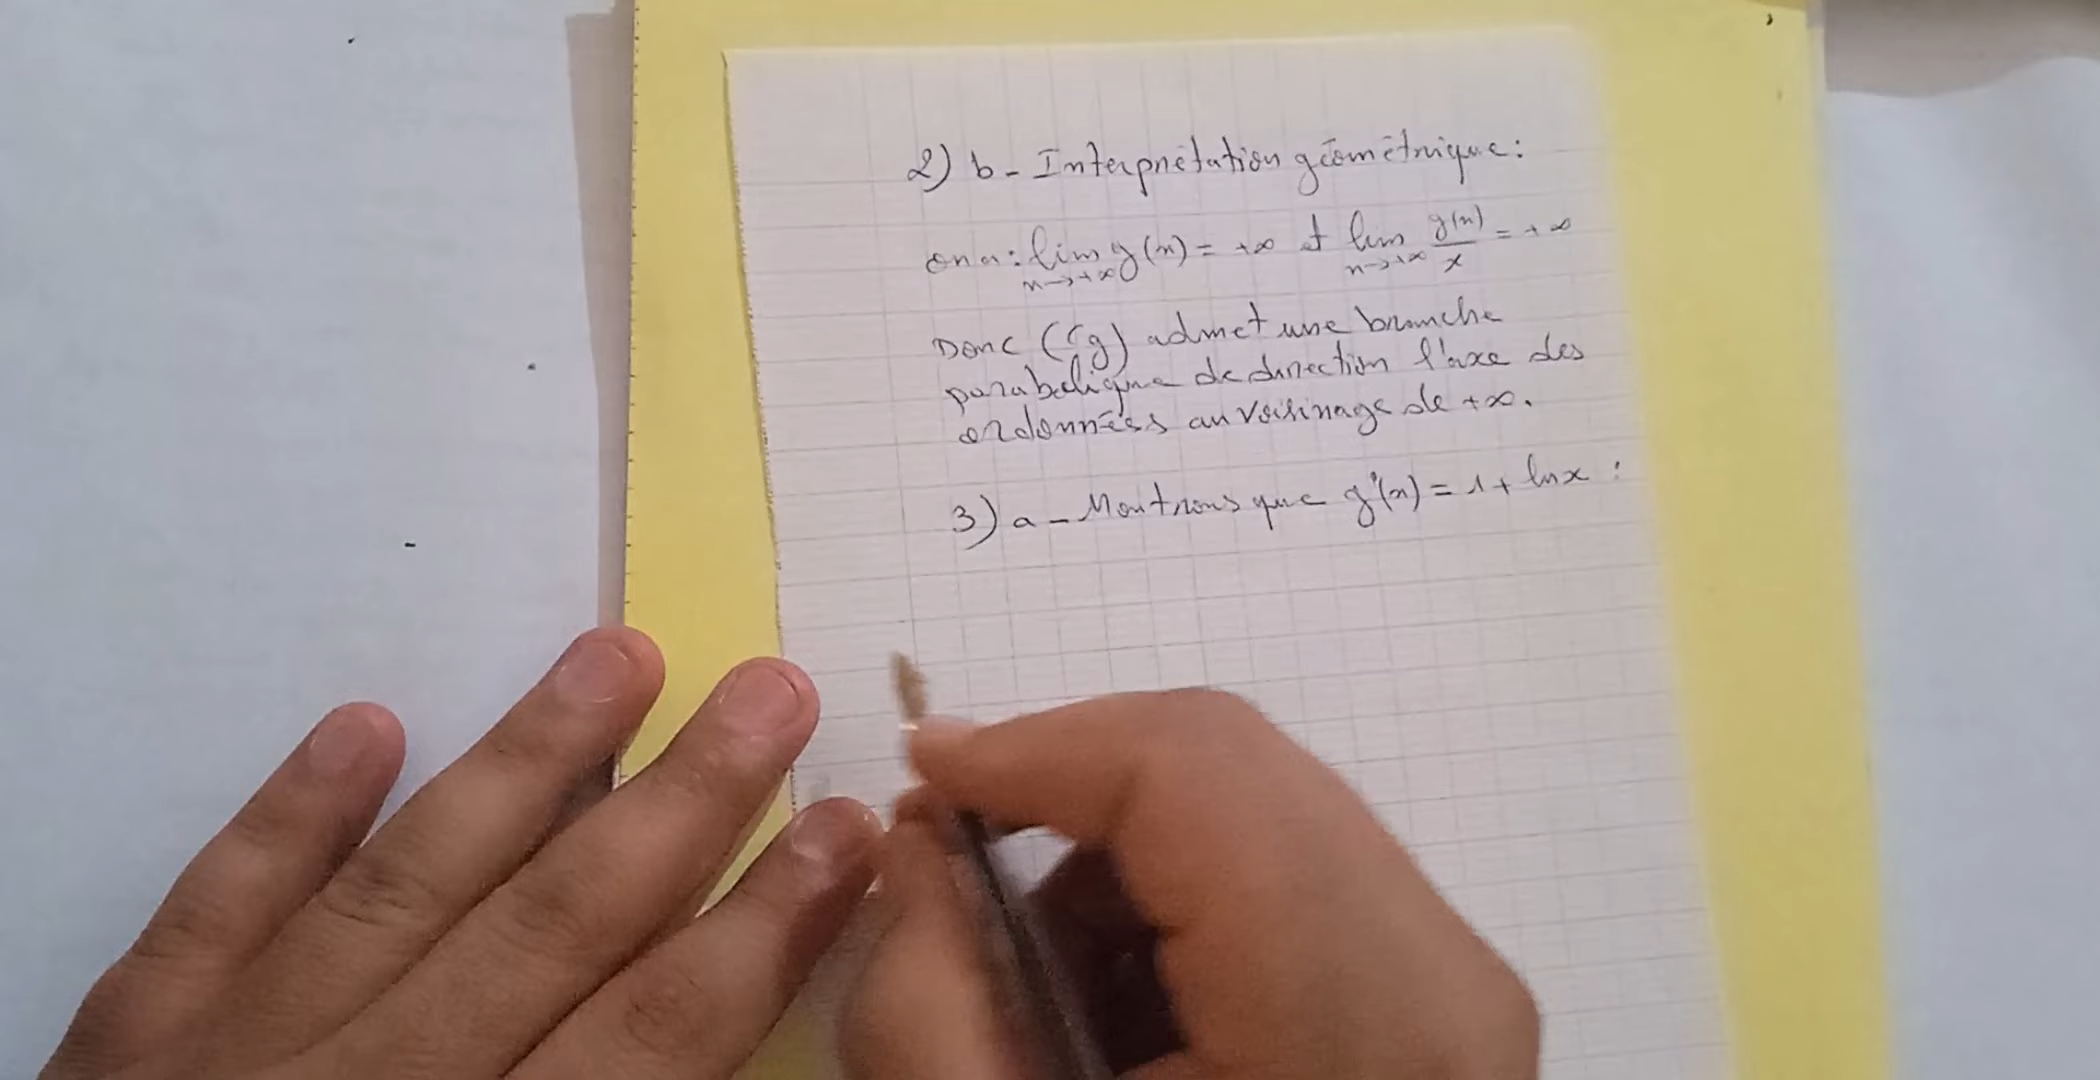 2) b - Interprétation géométrique:
on a: lim g(x) = +∞ et lim g(x)/x = +∞
x→+∞ x→+∞
Donc (Cg) admet une branche
parabolique de direction l'axe des
ordonnées au voisinage de +∞.
3) a - Montrons que g'(x) = 1 + ln x :